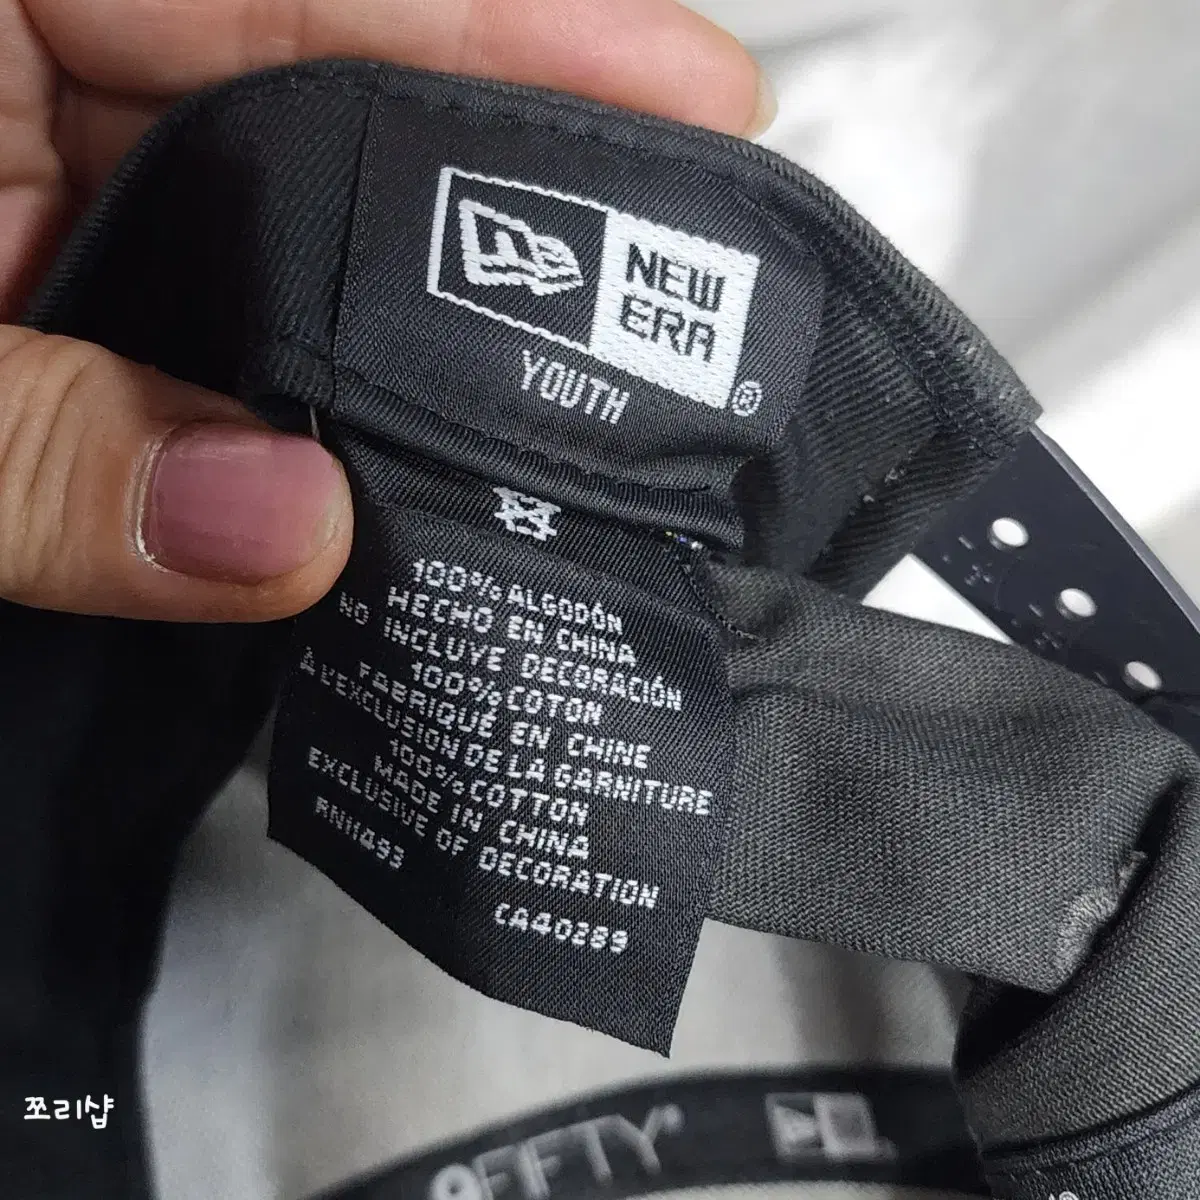 NEW
ERA
®
YOUTH
100% ALGODÓN
HECHO EN CHINA
NO INCLUYE DECORACIÓN
100% COTON
FABRIQUÉ EN CHINE
À L'EXCLUSION DE LA GARNITURE
100% COTTON
MADE IN CHINA
EXCLUSIVE OF DECORATION
RN11493
CA40289
FIFTY
쪼리샵